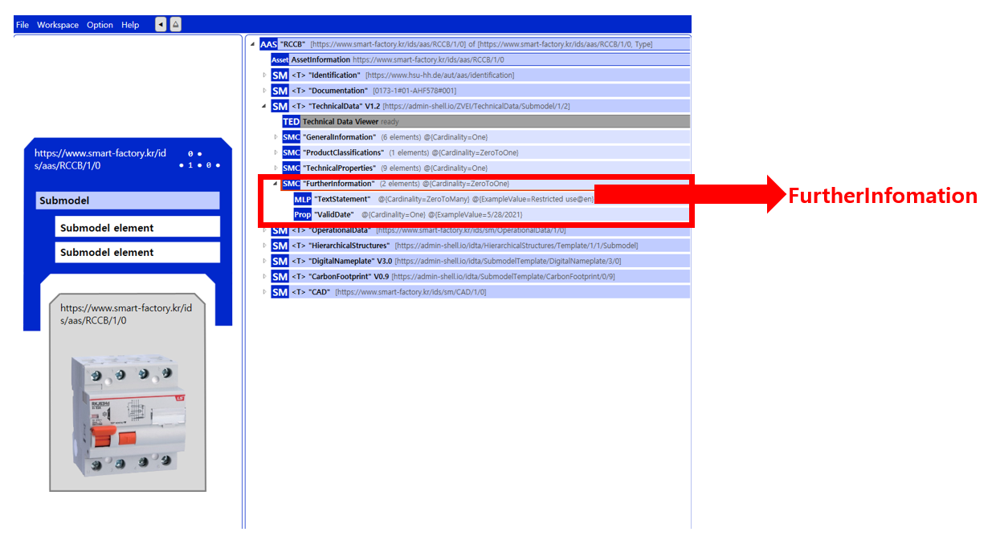 File Workspace Option Help
https://www.smart-factory.kr/id
s/aas/RCCB/1/0
0
1 0
Submodel
Submodel element
Submodel element
https://www.smart-factory.kr/id
s/aas/RCCB/1/0
LS
AAS "RCCB" [https://www.smart-factory.kr/ids/aas/RCCB/1/0] of [https://www.smart-factory.kr/ids/aas/RCCB/1/0, Type]
Asset AssetInformation https://www.smart-factory.kr/ids/aas/RCCB/1/0
SM <T> "Identification" [https://www.hsu-hh.de/aut/aas/identification]
SM <T> "Documentation" [0173-1#01-AHF578#001]
SM <T> "TechnicalData" V1.2 [https://admin-shell.io/ZVEI/TechnicalData/Submodel/1/2]
TED Technical Data Viewer ready
SMC "GeneralInformation" (6 elements) @{Cardinality=One}
SMC "ProductClassifications" (1 elements) @{Cardinality=ZeroToOne}
SMC "TechnicalProperties" (9 elements) @{Cardinality=One}
SMC "FurtherInformation" (2 elements) @{Cardinality=ZeroToOne}
MLP "TextStatement" @{Cardinality=ZeroToMany} @{ExampleValue=Restricted use@en}
Prop "ValidDate" @{Cardinality=One} @{ExampleValue=5/28/2021}
SM <T> "OperationalData" [https://www.smart-factory.kr/ids/sm/OperationalData/1/0]
SM <T> "HierarchicalStructures" [https://admin-shell.io/idta/HierarchicalStructures/Template/1/1/Submodel]
SM <T> "DigitalNameplate" V3.0 [https://admin-shell.io/idta/SubmodelTemplate/DigitalNameplate/3/0]
SM <T> "CarbonFootprint" V0.9 [https://admin-shell.io/idta/SubmodelTemplate/CarbonFootprint/0/9]
SM <T> "CAD" [https://www.smart-factory.kr/ids/sm/CAD/1/0]
FurtherInfomation